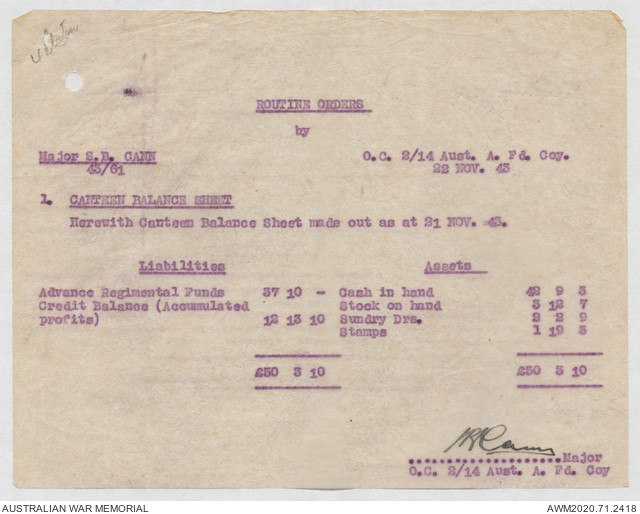 ROUTINE ORDERS
by
Major S.B. CANN O.C. 2/14 Aust. A. Fd. Coy.
43/61 22 NOV. 43
1. CANTEEN BALANCE SHEET
Herewith Canteen Balance Sheet made out as at 21 NOV. 43.
Liabilities Assets
Advance Regimental Funds 37 10 - Cash in hand 42 9 3
Credit Balance (Accumulated Stock on hand 3 12 7
profits) 12 13 10 Sundry Drs. 2 2 9
Stamps 1 19 3
£50 3 10 £50 3 10
Major
O.C. 2/14 Aust. A. Fd. Coy
AUSTRALIAN WAR MEMORIAL AWM2020.71.2418